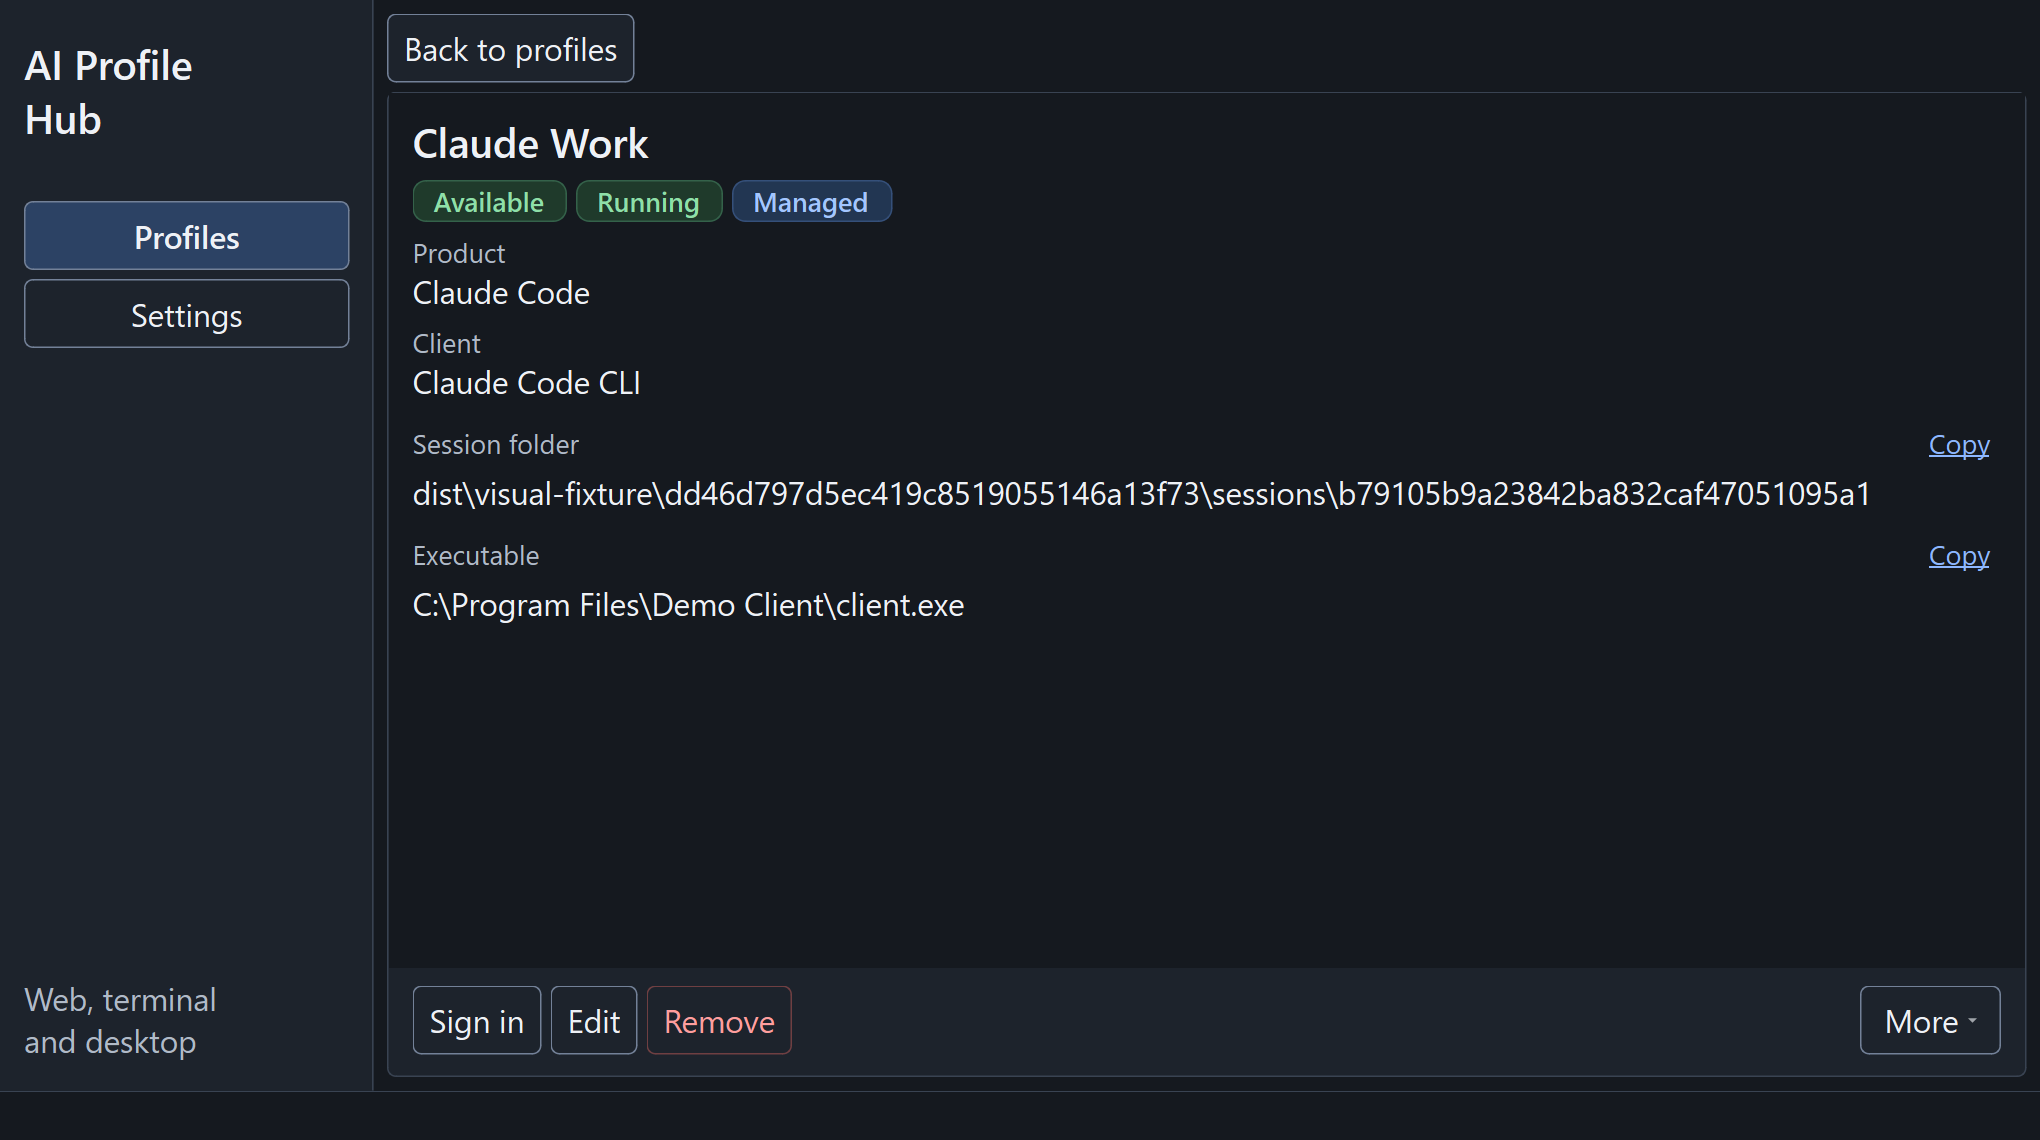 AI Profile
Hub
Profiles
Settings
Web, terminal
and desktop
Back to profiles
Claude Work
Available
Running
Managed
Product
Claude Code
Client
Claude Code CLI
Session folder
Copy
dist\visual-fixture\dd46d797d5ec419c8519055146a13f73\sessions\b79105b9a23842ba832caf47051095a1
Executable
Copy
C:\Program Files\Demo Client\client.exe
Sign in
Edit
Remove
More